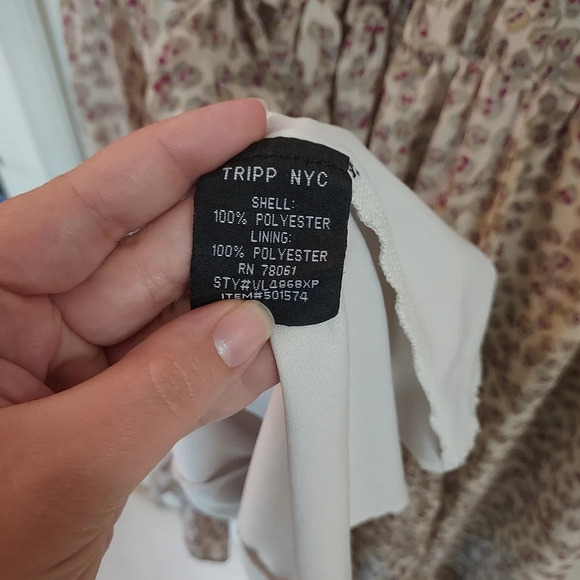 TRIPP NYC
SHELL:
100% POLYESTER
LINING:
100% POLYESTER
RN 78061
STY#VL4868XP
ITEM#501574